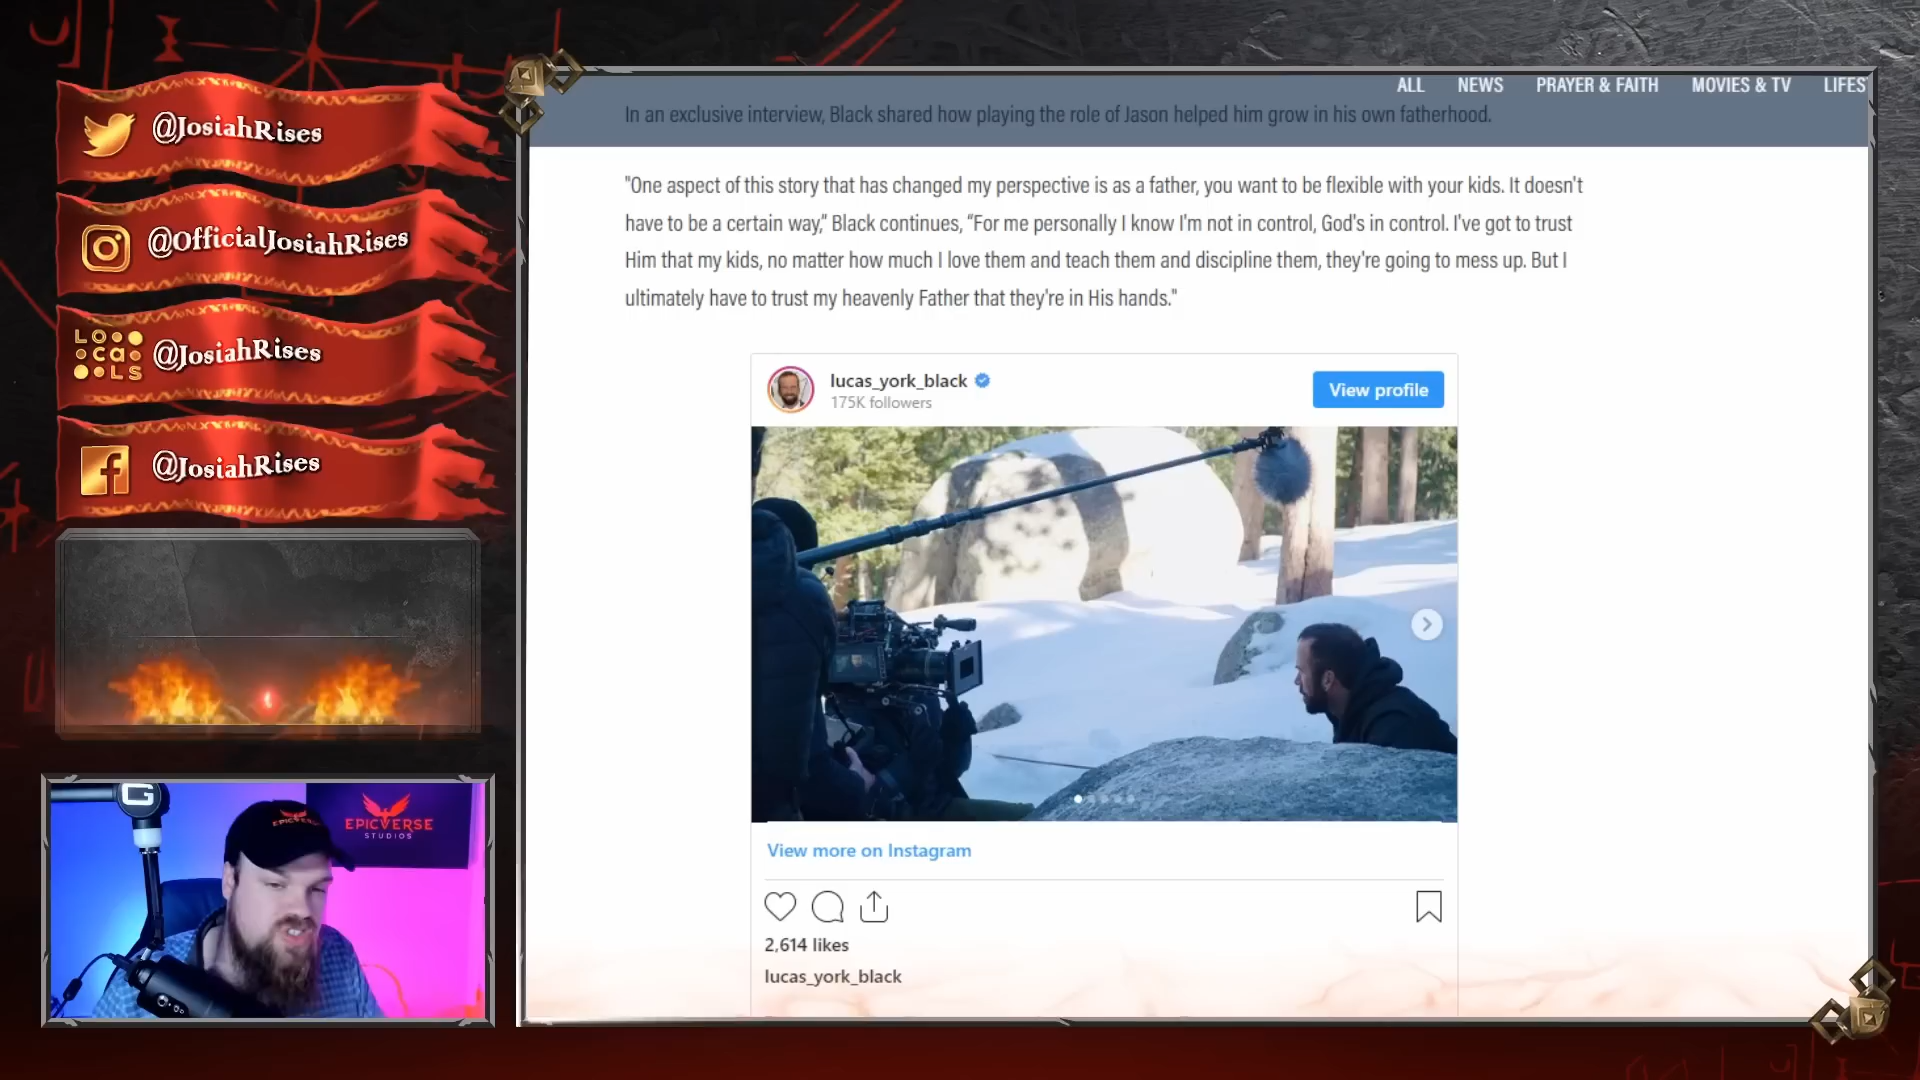 @JosiahRises
@OfficialJosiahRises
LOCALS
@JosiahRises
@JosiahRises
G
EPICVERSE
EPICVERSE
STUDIOS
ALL NEWS PRAYER & FAITH MOVIES & TV LIFES
In an exclusive interview, Black shared how playing the role of Jason helped him grow in his own fatherhood.
"One aspect of this story that has changed my perspective is as a father, you want to be flexible with your kids. It doesn't
have to be a certain way,” Black continues, “For me personally I know I'm not in control, God's in control. I've got to trust
Him that my kids, no matter how much I love them and teach them and discipline them, they're going to mess up. But I
ultimately have to trust my heavenly Father that they're in His hands."
lucas_york_black
175K followers
View profile
View more on Instagram
2,614 likes
lucas_york_black